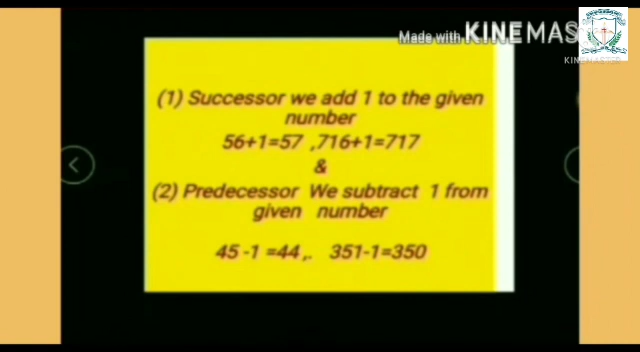 Made with KINEMAS
KINEMASTER
(1) Successor we add 1 to the given
number
56+1=57 ,716+1=717
&
(2) Predecessor We subtract 1 from
given number
45 -1 =44 ,. 351-1=350